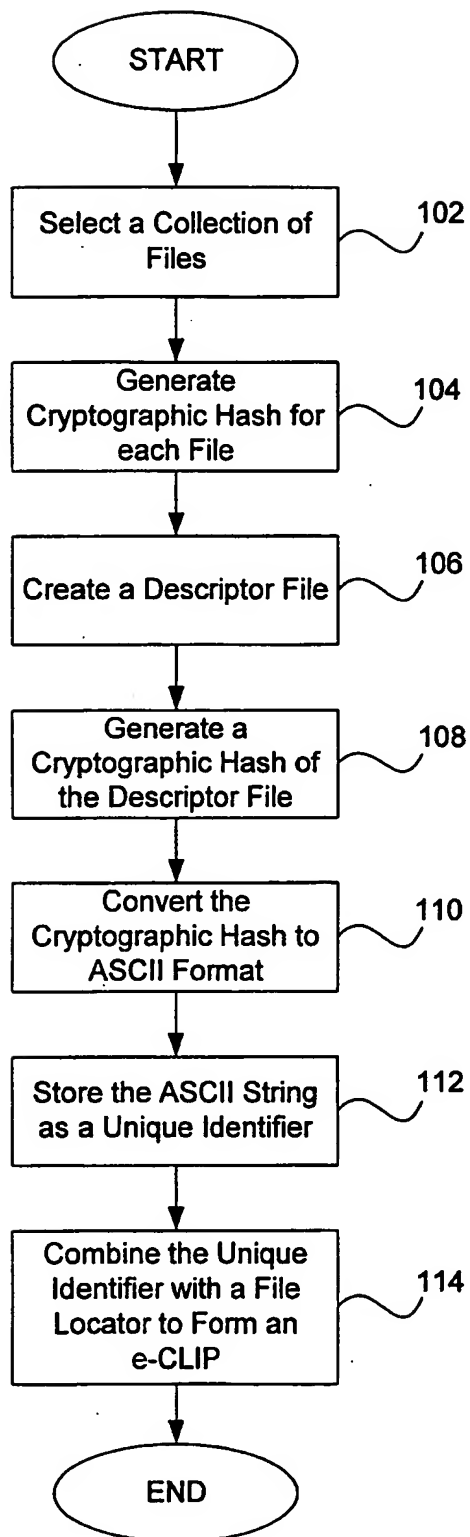 START
Select a Collection of
Files
102
Generate
Cryptographic Hash for
each File
104
Create a Descriptor File
106
Generate a
Cryptographic Hash of
the Descriptor File
108
Convert the
Cryptographic Hash to
ASCII Format
110
Store the ASCII String
as a Unique Identifier
112
Combine the Unique
Identifier with a File
Locator to Form an
e-CLIP
114
END